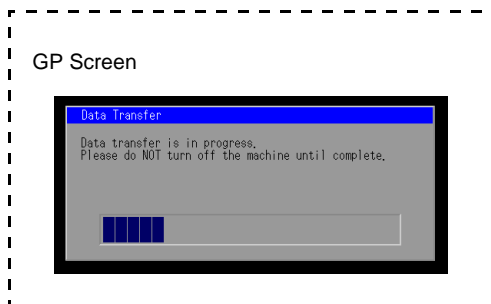 GP Screen
Data Transfer
Data transfer is in progress.
Please do NOT turn off the machine until complete.